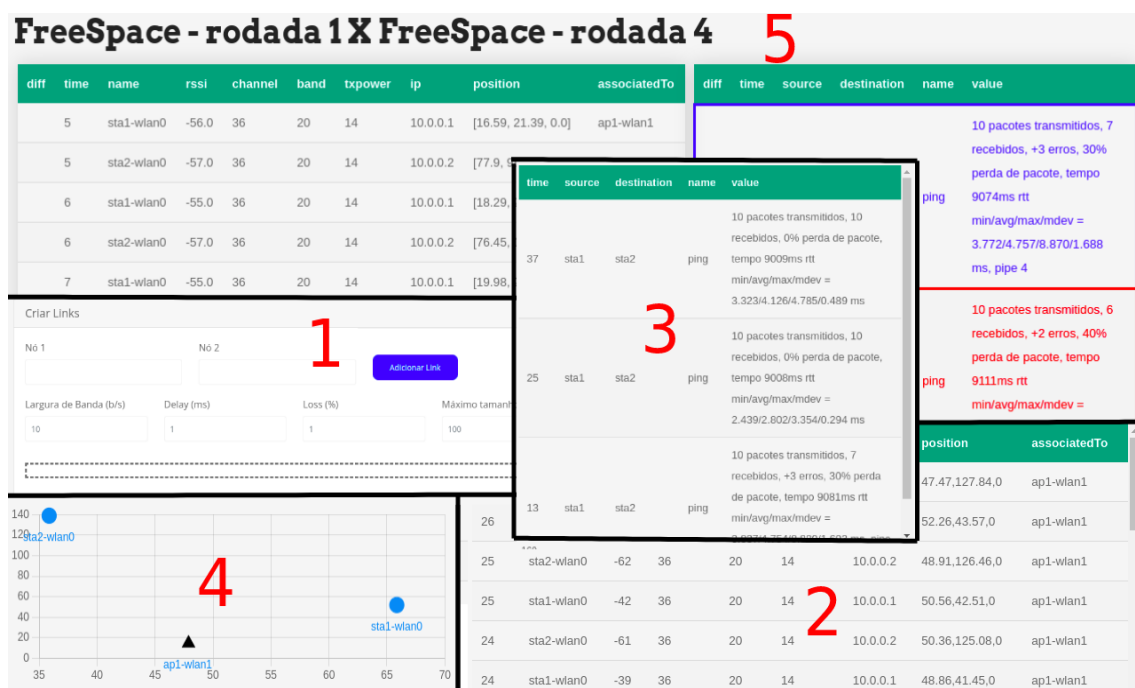 FreeSpace - rodada 1 X FreeSpace - rodada 4
5
diff time name rssi channel band txpower ip position associatedTo
5 sta1-wlan0 -56.0 36 20 14 10.0.0.1 [16.59, 21.39, 0.0] ap1-wlan1
5 sta2-wlan0 -57.0 36 20 14 10.0.0.2 [77.9, 9
6 sta1-wlan0 -55.0 36 20 14 10.0.0.1 [18.29,
6 sta2-wlan0 -57.0 36 20 14 10.0.0.2 [76.45,
7 sta1-wlan0 -55.0 36 20 14 10.0.0.1 [19.98,
diff time source destination name value
10 pacotes transmitidos, 7
recebidos, +3 erros, 30%
perda de pacote, tempo
ping 9074ms rtt
min/avg/max/mdev =
3.772/4.757/8.870/1.688
ms, pipe 4
10 pacotes transmitidos, 6
recebidos, +2 erros, 40%
perda de pacote, tempo
ping 9111ms rtt
min/avg/max/mdev =
time source destination name value
10 pacotes transmitidos, 10
recebidos, 0% perda de pacote,
37 sta1 sta2 ping tempo 9009ms rtt
min/avg/max/mdev =
3.323/4.126/4.785/0.489 ms
3
10 pacotes transmitidos, 10
recebidos, 0% perda de pacote,
25 sta1 sta2 ping tempo 9008ms rtt
min/avg/max/mdev =
2.439/2.802/3.354/0.294 ms
10 pacotes transmitidos, 7
recebidos, +3 erros, 30% perda
de pacote, tempo 9081ms rtt
13 sta1 sta2 ping
min/avg/max/mdev =
Criar Links
1
Nó 1 Nó 2
Adicionar Link
Largura de Banda (b/s) Delay (ms) Loss (%) Máximo tamanh
10 1 1 100
140
120
100
80
60
40
20
0
35 40 45 50 55 60 65 70
sta2-wlan0
4
sta1-wlan0
ap1-wlan1
position associatedTo
47.47,127.84,0 ap1-wlan1
26 52.26,43.57,0 ap1-wlan1
25 sta2-wlan0 -62 36 20 14 10.0.0.2 48.91,126.46,0 ap1-wlan1
25 sta1-wlan0 -42 36 20 14 10.0.0.1 50.56,42.51,0 ap1-wlan1
2
24 sta2-wlan0 -61 36 20 14 10.0.0.2 50.36,125.08,0 ap1-wlan1
24 sta1-wlan0 -39 36 20 14 10.0.0.1 48.86,41.45,0 ap1-wlan1